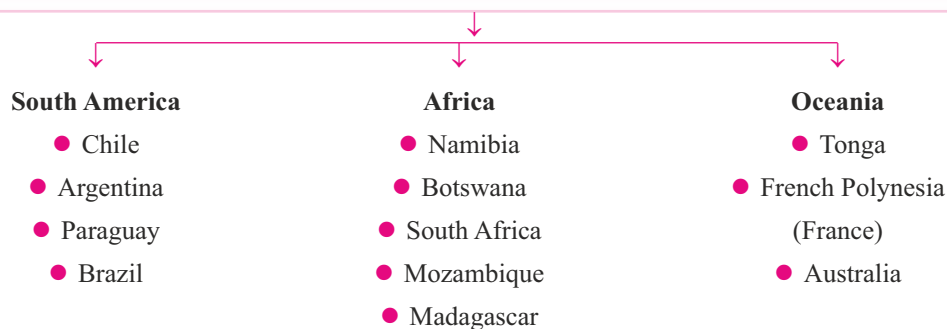 South America
● Chile
● Argentina
● Paraguay
● Brazil
Africa
● Namibia
● Botswana
● South Africa
● Mozambique
● Madagascar
Oceania
● Tonga
● French Polynesia
(France)
● Australia